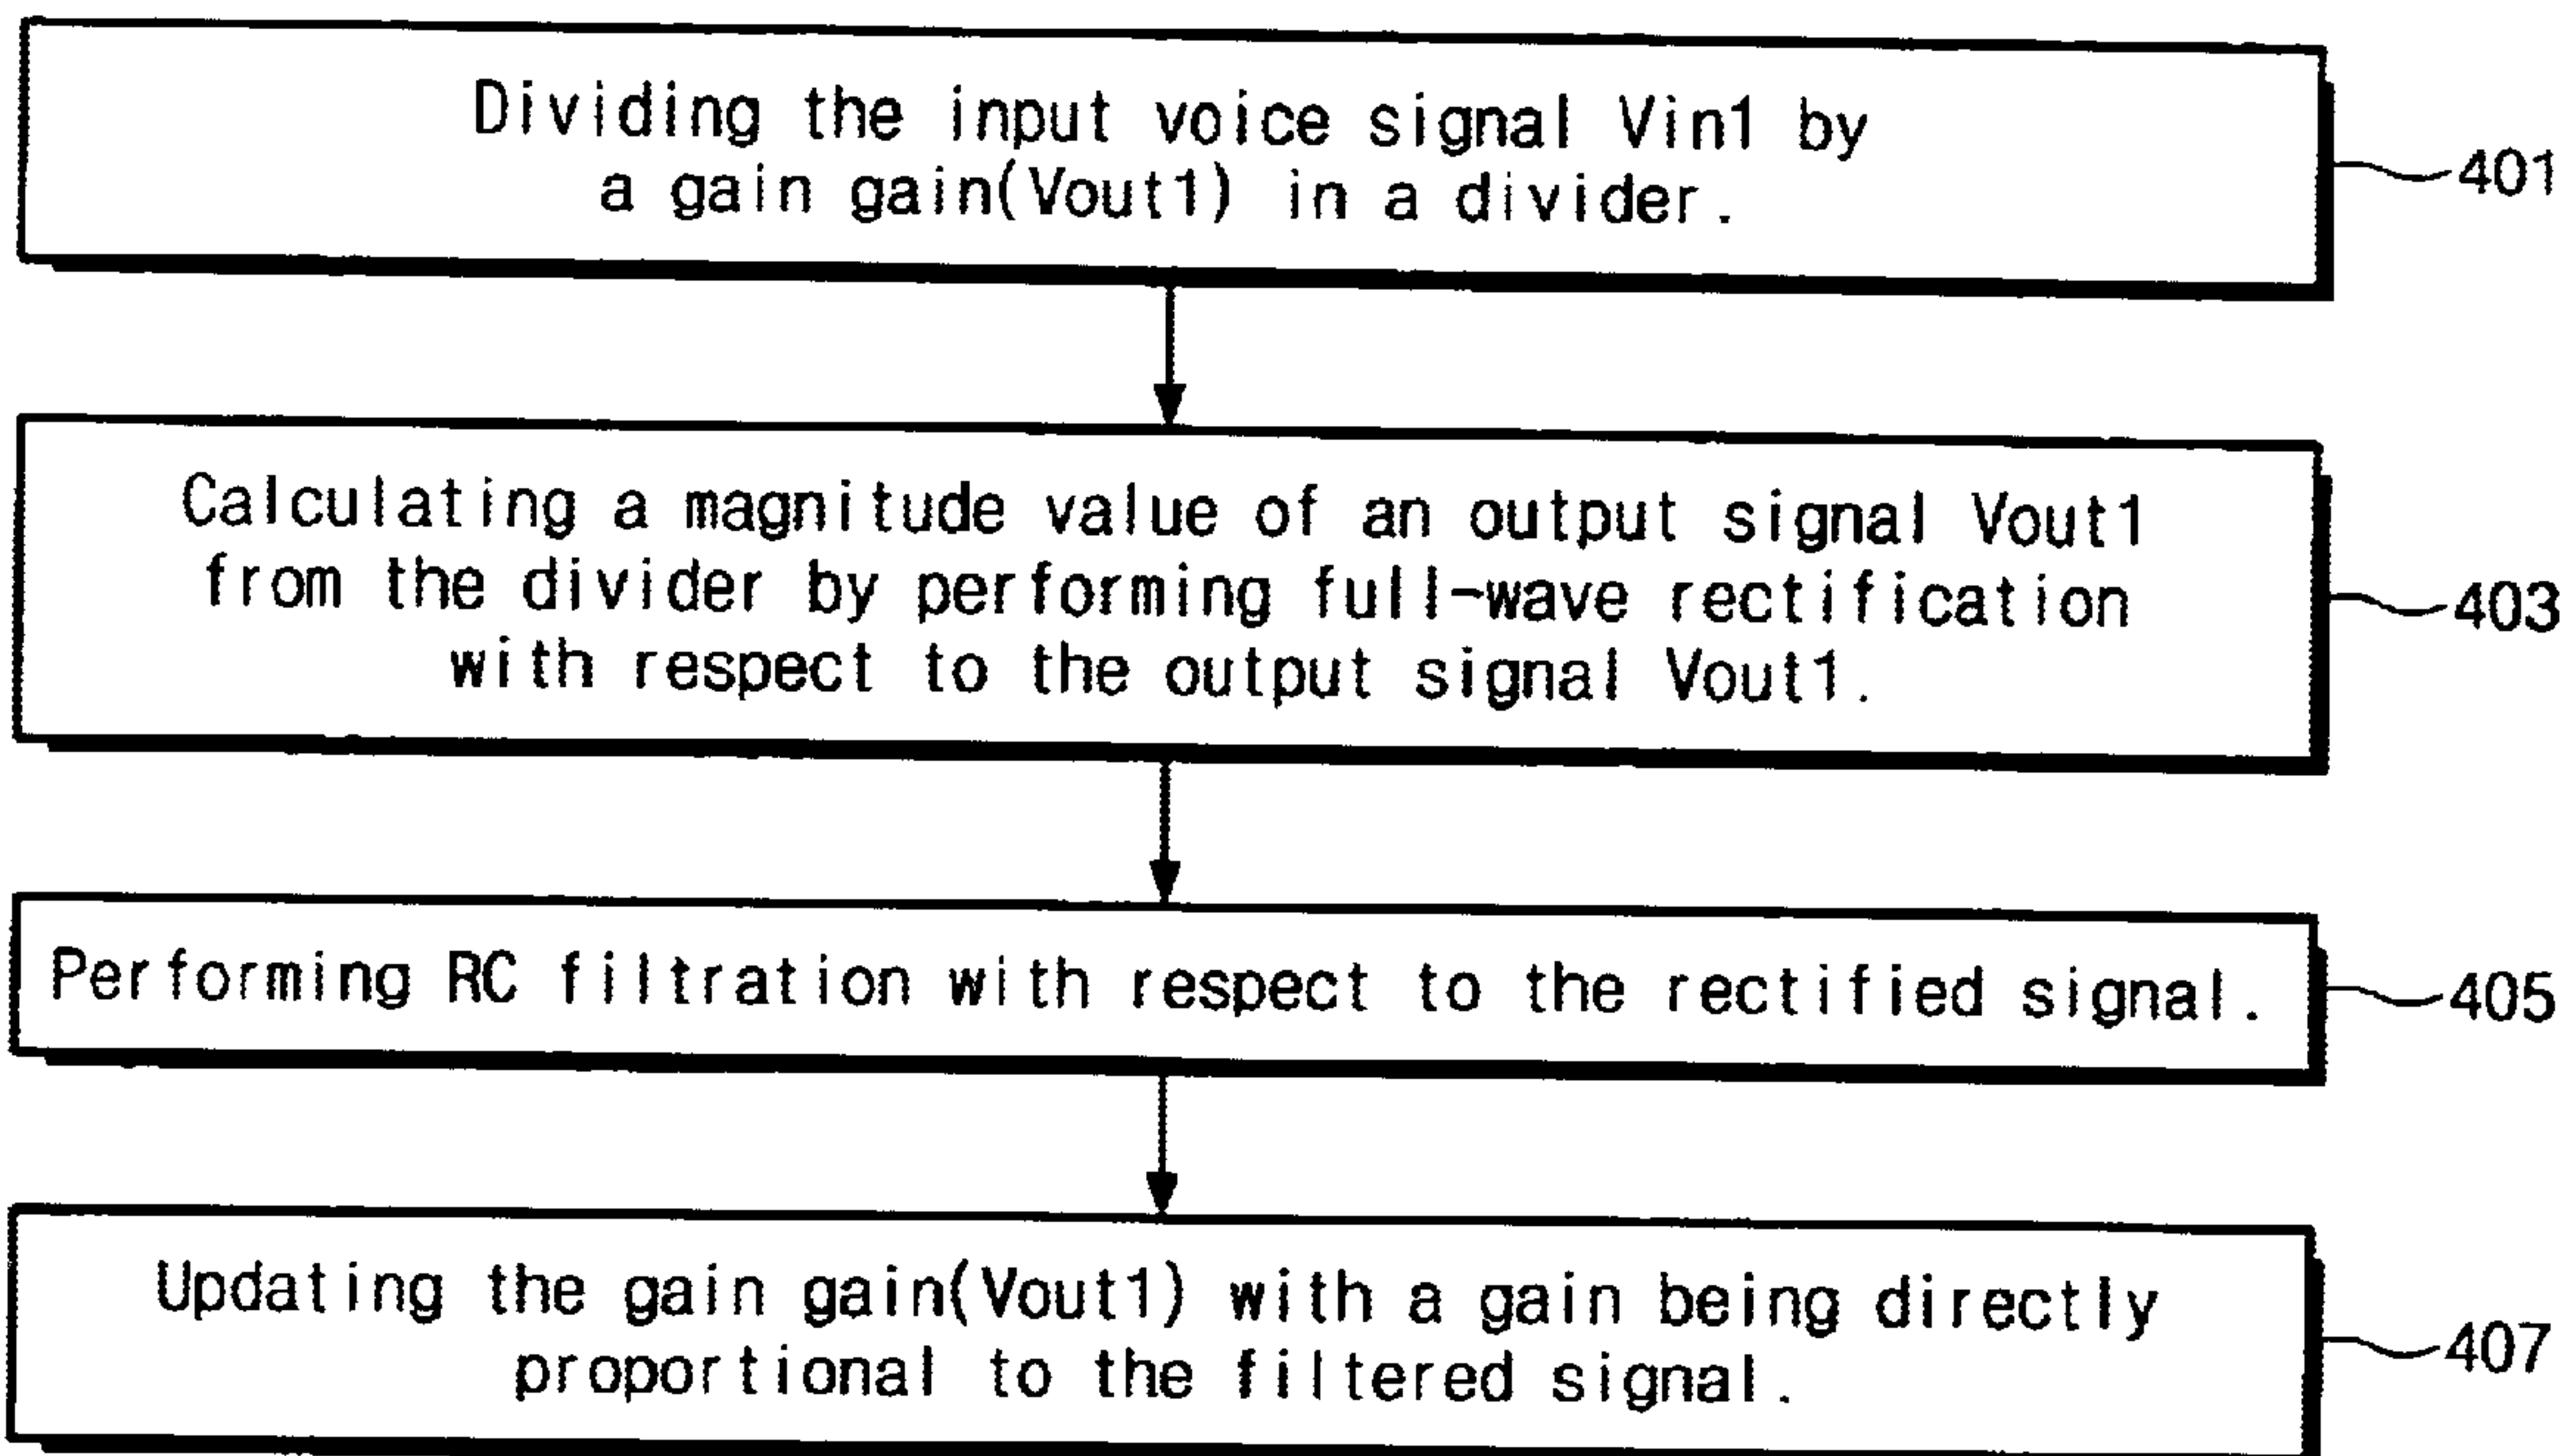 Dividing the input voice signal Vin1 by
a gain gain(Vout1) in a divider.
401
Calculating a magnitude value of an output signal Vout1
from the divider by performing full-wave rectification
with respect to the output signal Vout1.
403
Performing RC filtration with respect to the rectified signal.
405
Updating the gain gain(Vout1) with a gain being directly
proportional to the filtered signal.
407